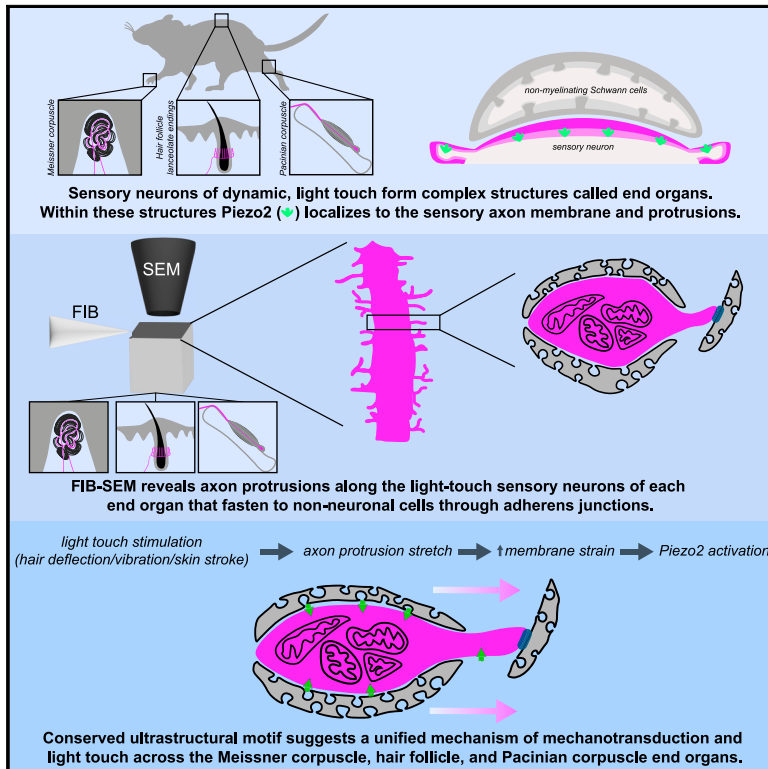 Meissner corpuscle
Hair follicle
lanceolate endings
Pacinian corpuscle
non-myelinating Schwann cells
sensory neuron
Sensory neurons of dynamic, light touch form complex structures called end organs.
Within these structures Piezo2 () localizes to the sensory axon membrane and protrusions.
SEM
FIB
FIB-SEM reveals axon protrusions along the light-touch sensory neurons of each
end organ that fasten to non-neuronal cells through adherens junctions.
light touch stimulation
(hair deflection/vibration/skin stroke)
axon protrusion stretch
↑membrane strain
Piezo2 activation
Conserved ultrastructural motif suggests a unified mechanism of mechanotransduction and
light touch across the Meissner corpuscle, hair follicle, and Pacinian corpuscle end organs.